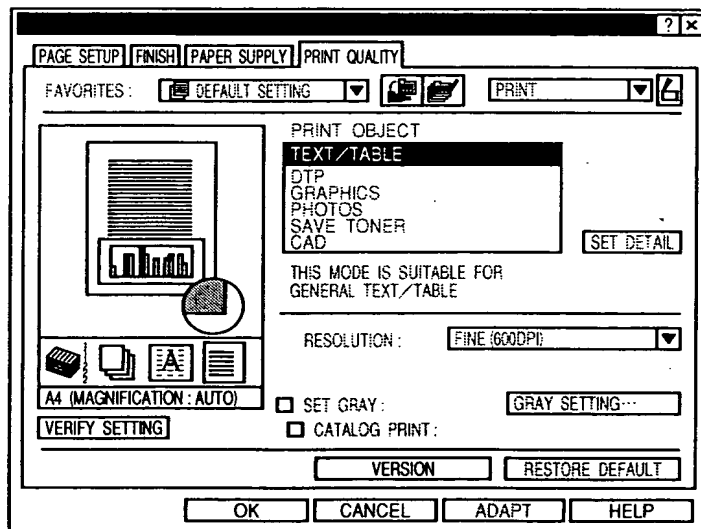 ? ×
PAGE SETUP FINISH PAPER SUPPLY PRINT QUALITY
FAVORITES : DEFAULT SETTING PRINT
PRINT OBJECT
TEXT/TABLE
DTP
GRAPHICS
PHOTOS
SAVE TONER
CAD
SET DETAIL
THIS MODE IS SUITABLE FOR
GENERAL TEXT/TABLE
RESOLUTION : FINE (600DPI)
A
A4 (MAGNIFICATION : AUTO)
SET GRAY : GRAY SETTING···
VERIFY SETTING
CATALOG PRINT :
VERSION RESTORE DEFAULT
OK CANCEL ADAPT HELP